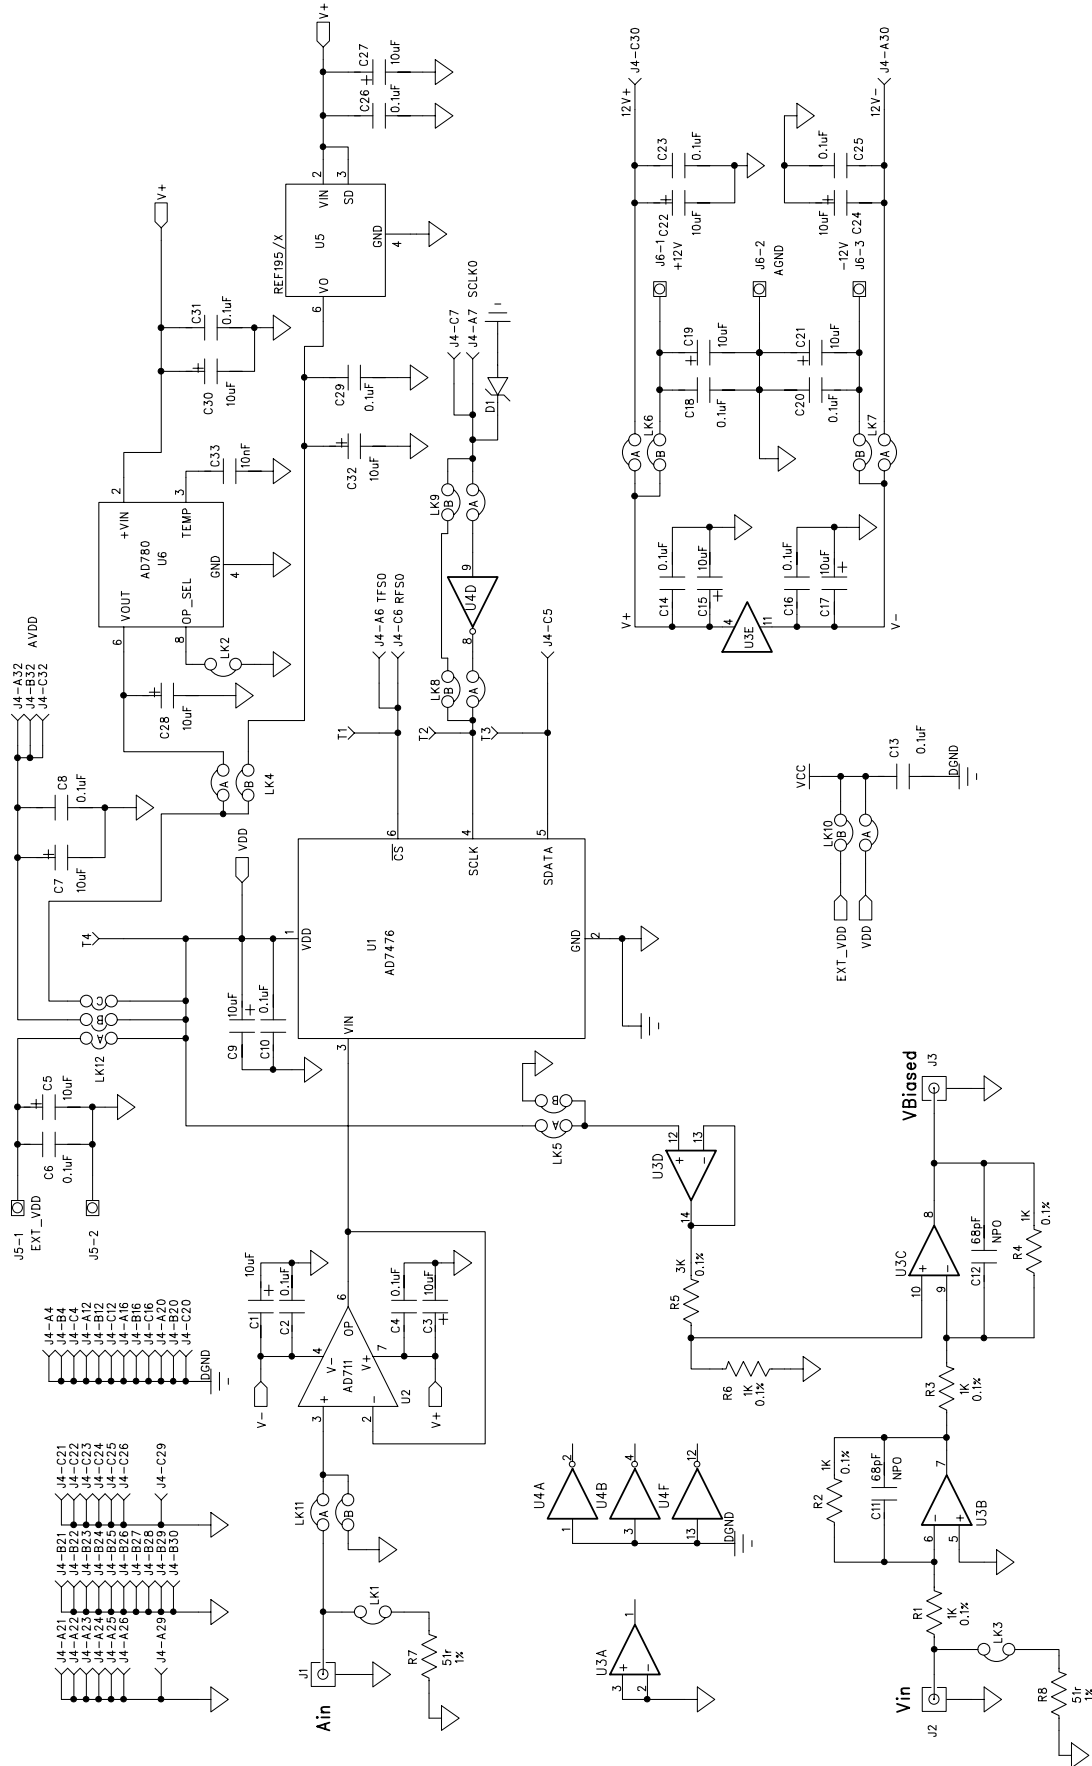 J4-A21
J4-A22
J4-A23
J4-A24
J4-A25
J4-A26
J4-A29
J4-B21
J4-B22
J4-B23
J4-B24
J4-B25
J4-B26
J4-B27
J4-B28
J4-B29
J4-B30
J4-C21
J4-C22
J4-C23
J4-C24
J4-C25
J4-C26
J4-C29
J4-A4
J4-B4
J4-C4
J4-A12
J4-B12
J4-C12
J4-A16
J4-B16
J4-C16
J4-A20
J4-B20
J4-C20
DGND
J5-1
EXT_VDD
J5-2
C6
0.1uF
C5
10uF
+
LK12
A
B
C
T4
C7
10uF
+
C8
0.1uF
J4-A32
J4-B32
J4-C32
AVDD
C28
10uF
+
LK2
VOUT
6
OP_SEL
8
AD780
U6
GND
4
+VIN
2
TEMP
3
C33
10nF
C30
10uF
+
C31
0.1uF
V+
LK4
A
B
C32
10uF
+
C29
0.1uF
REF195/X
VO
6
U5
GND
4
VIN
2
SD
3
C26
0.1uF
C27
10uF
+
V+
Ain
J1
LK1
R7
51r
1%
LK11
A
B
3
+
2
-
AD711
U2
V-
4
V+
7
OP
6
V-
V+
C1
10uF
+
C2
0.1uF
C4
0.1uF
C3
10uF
+
C9
10uF
+
C10
0.1uF
VDD
VIN
3
VDD
1
U1
AD7476
GND
2
CS
6
SCLK
4
SDATA
5
T1
T2
T3
J4-A6 TFS0
J4-C6 RFS0
J4-C5
LK8
B
A
8
U4D
9
LK9
B
A
D1
J4-C7
J4-A7 SCLK0
LK5
A
B
12
+
13
-
U3D
14
R5
3K
0.1%
R6
1K
0.1%
U3A
3
+
2
-
1
U4A
1
2
U4B
3
4
U4F
13
12
DGND
Vin
J2
LK3
R8
51r
1%
R1
1K
0.1%
R2
1K
0.1%
C11
68pF
NPO
6
-
5
+
U3B
7
R3
1K
0.1%
10
+
9
-
U3C
8
C12
68pF
NPO
R4
1K
0.1%
VBiased
J3
EXT_VDD
VDD
LK10
B
A
VCC
C13
0.1uF
DGND
V+
V-
U3E
4
11
C14
0.1uF
C15
10uF
+
C16
0.1uF
C17
10uF
+
LK6
A
B
LK7
B
A
C18
0.1uF
C19
10uF
+
C20
0.1uF
C21
10uF
+
J6-1
+12V
J6-2
AGND
-12V
J6-3
C22
10uF
+
C23
0.1uF
C24
10uF
+
C25
0.1uF
12V+
J4-C30
12V-
J4-A30